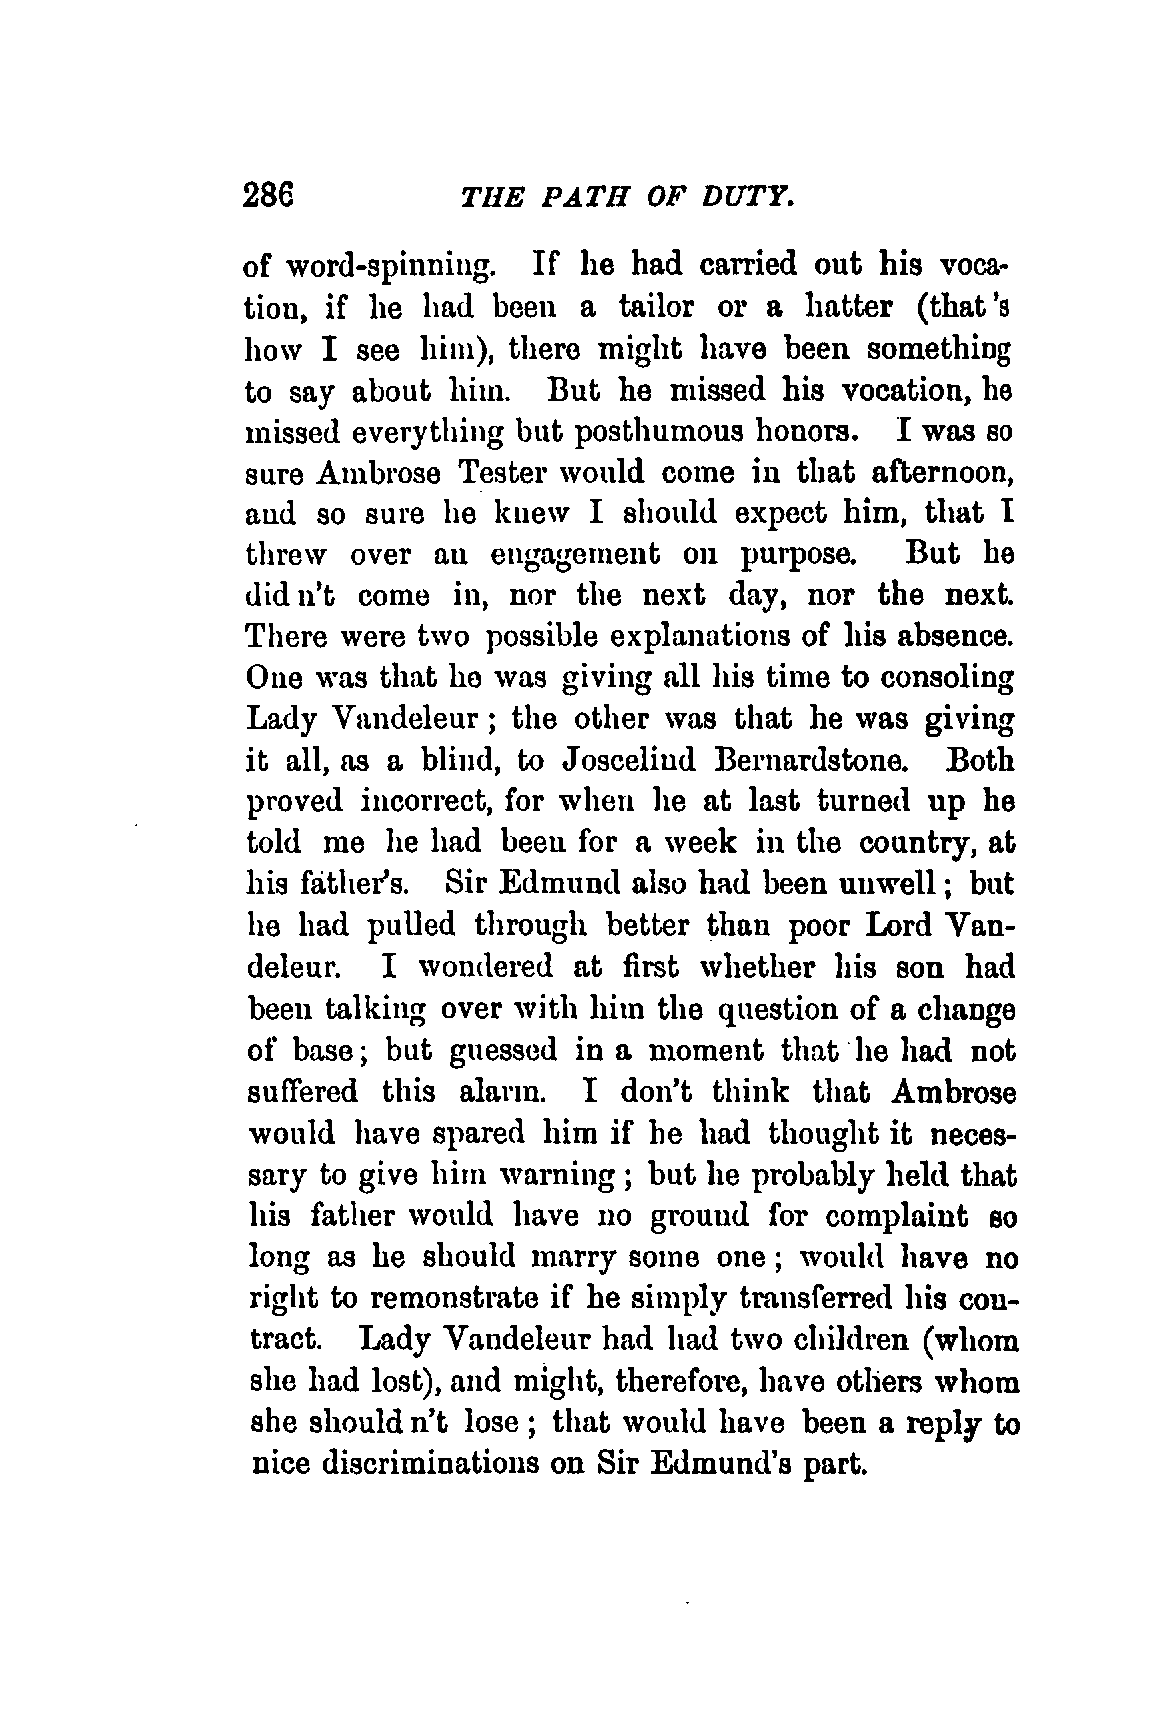 286 THE PATH OF DUTY.
of word-spinning. If he had carried out his voca-
tion, if he had been a tailor or a hatter (that 's
how I see him), there might have been something
to say about him. But he missed his vocation, he
missed everything but posthumous honors. I was so
sure Ambrose Tester would come in that afternoon,
and so sure he knew I should expect him, that I
threw over an engagement on purpose. But he
did n't come in, nor the next day, nor the next.
There were two possible explanations of his absence.
One was that he was giving all his time to consoling
Lady Vandeleur ; the other was that he was giving
it all, as a blind, to Joscelind Bernardstone. Both
proved incorrect, for when he at last turned up he
told me he had been for a week in the country, at
his father's. Sir Edmund also had been unwell ; but
he had pulled through better than poor Lord Van-
deleur. I wondered at first whether his son had
been talking over with him the question of a change
of base ; but guessed in a moment that he had not
suffered this alarm. I don't think that Ambrose
would have spared him if he had thought it neces-
sary to give him warning ; but he probably held that
his father would have no ground for complaint so
long as he should marry some one ; would have no
right to remonstrate if he simply transferred his con-
tract. Lady Vandeleur had had two children (whom
she had lost), and might, therefore, have others whom
she should n't lose ; that would have been a reply to
nice discriminations on Sir Edmund's part.